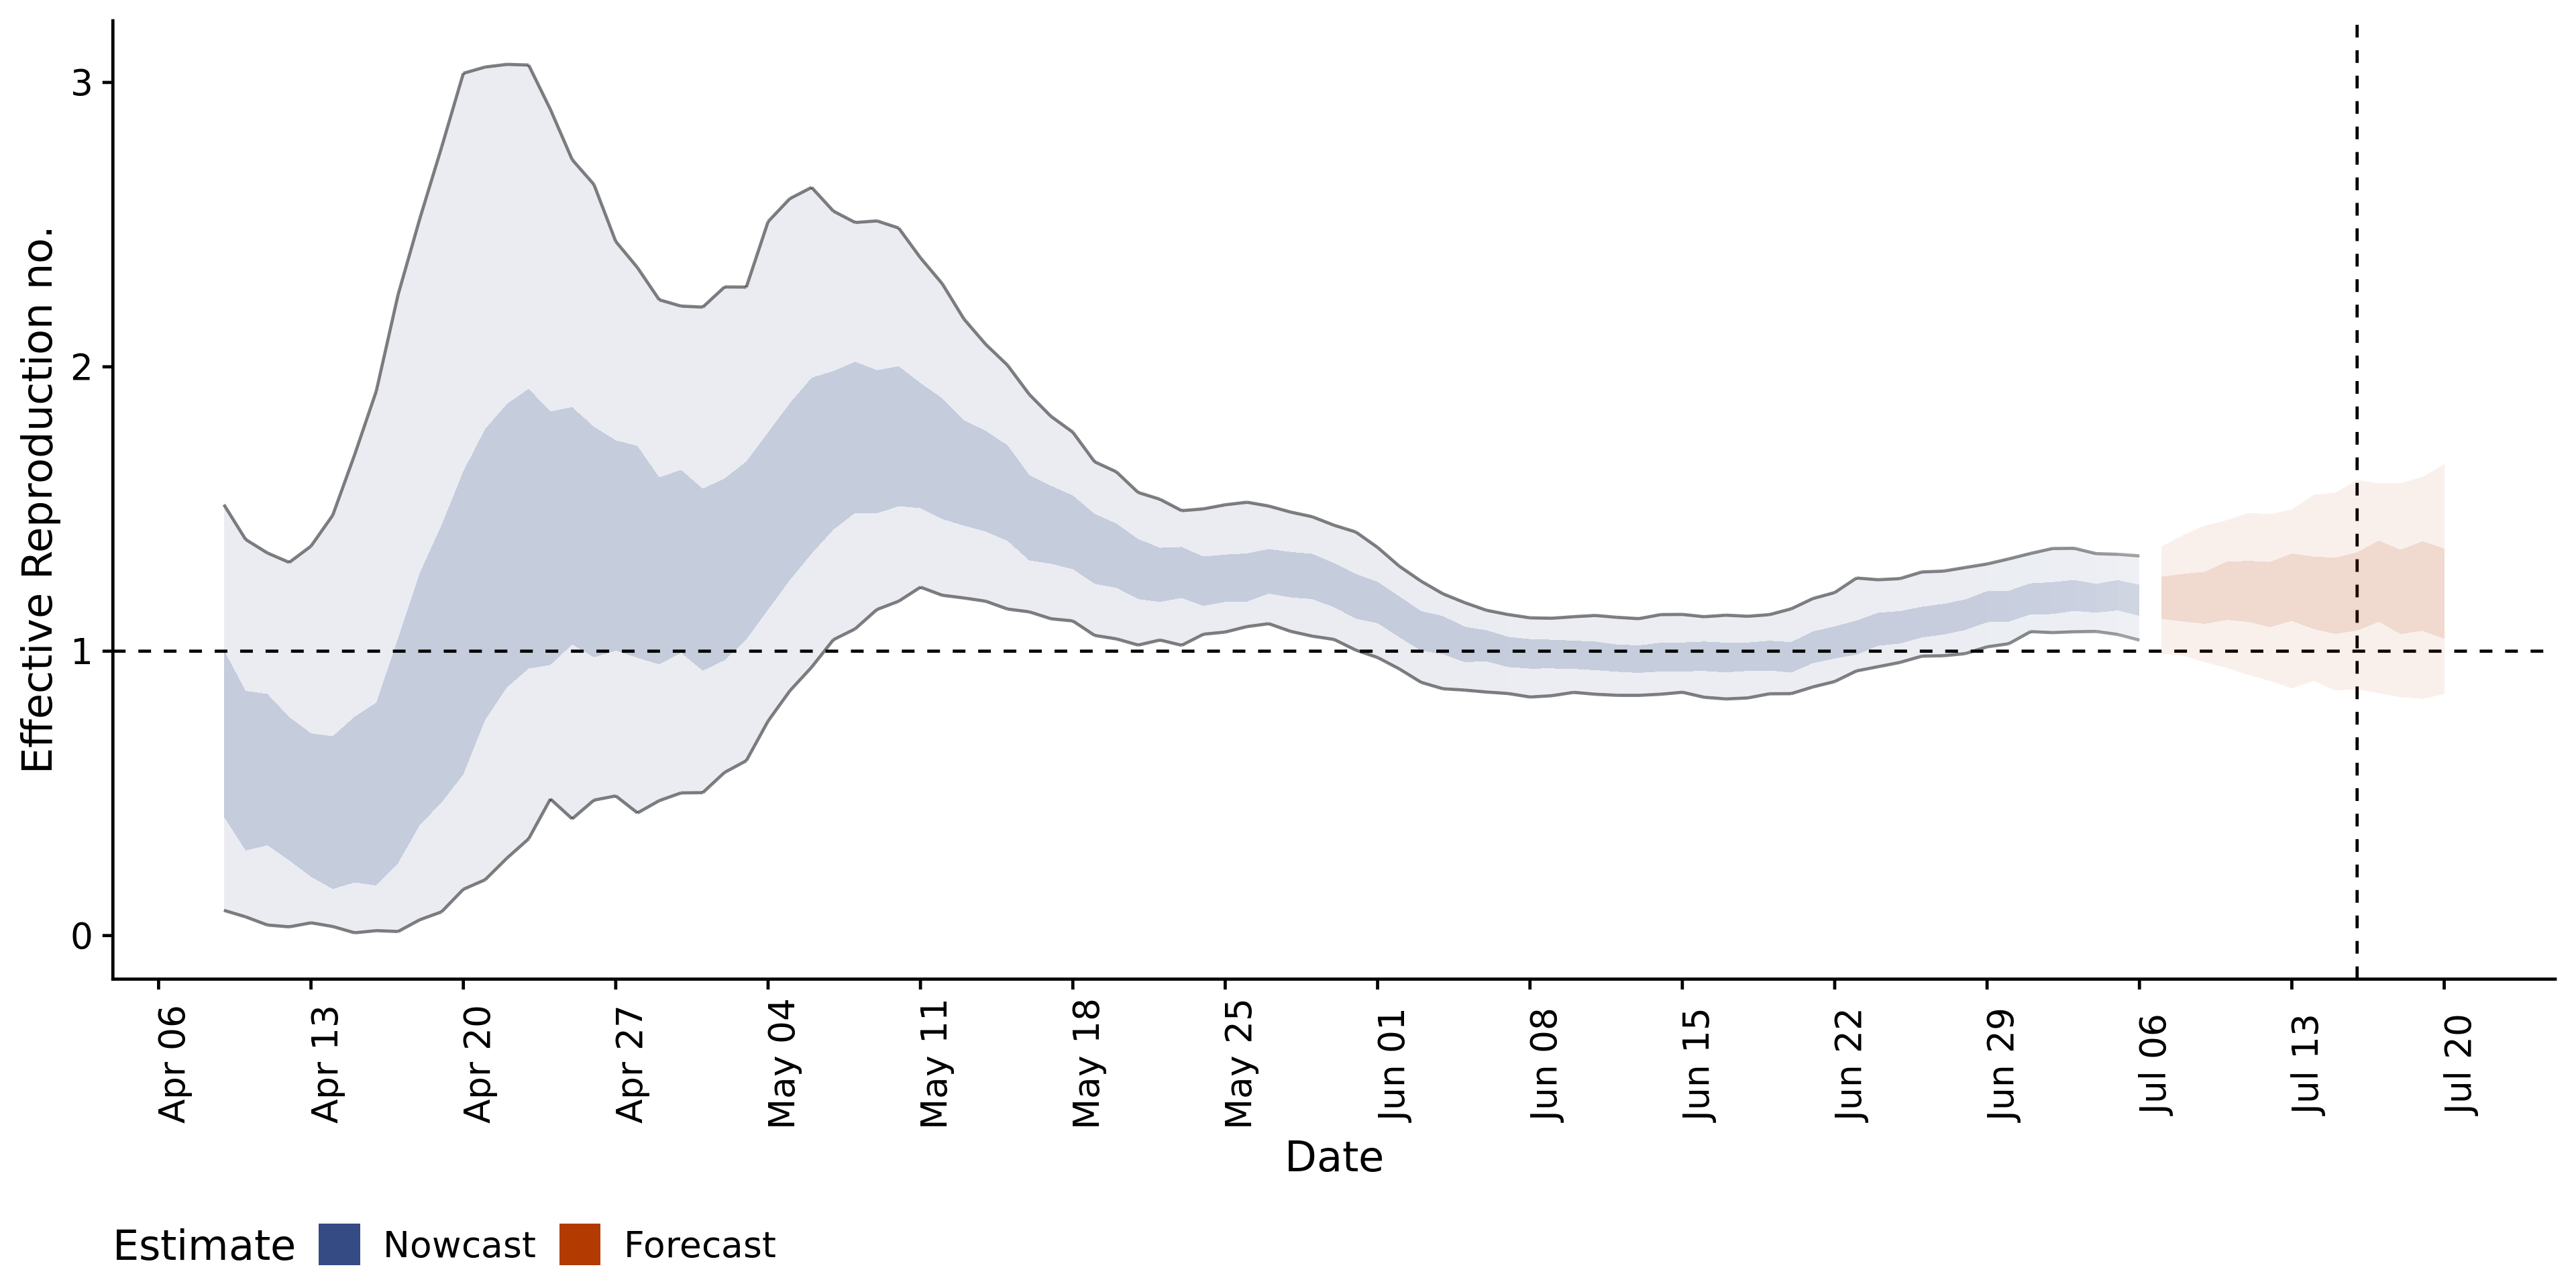 Effective Reproduction no.
3
2
1
0
Apr 06
Apr 13
Apr 20
Apr 27
May 04
May 11
May 18
May 25
Jun 01
Jun 08
Jun 15
Jun 22
Jun 29
Jul 06
Jul 13
Jul 20
Date
Estimate Nowcast Forecast